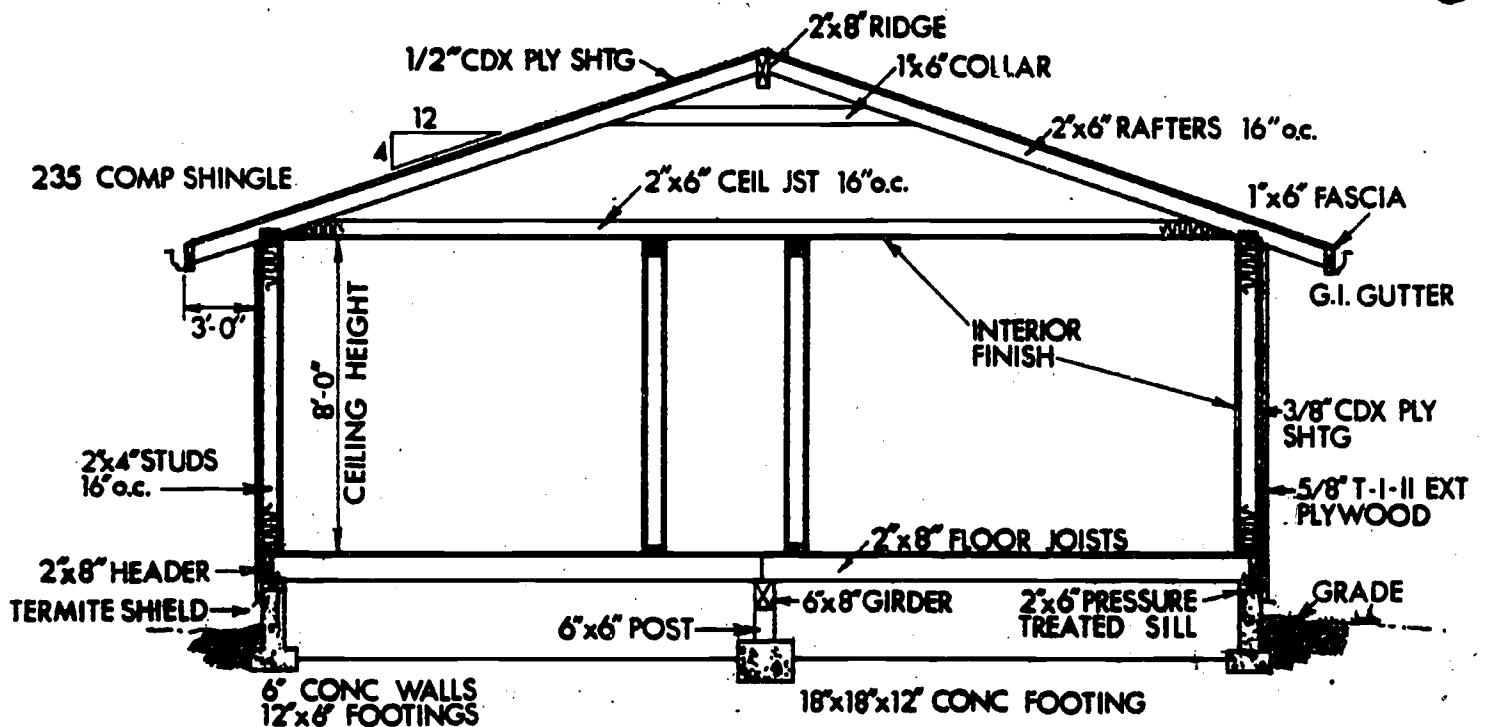 2"x8" RIDGE
1/2" CDX PLY SHTG
1"x6" COLLAR
12
4
2"x6" RAFTERS 16" o.c.
235 COMP SHINGLE
2"x6" CEIL JST 16" o.c.
1"x6" FASCIA
G.I. GUTTER
3'-0"
8'-0"
CEILING HEIGHT
INTERIOR
FINISH
3/8" CDX PLY
SHTG
2"x4" STUDS
16" o.c.
5/8" T-1-11 EXT
PLYWOOD
2"x8" FLOOR JOISTS
2"x8" HEADER
TERMITE SHIELD
6"x8" GIRDER
2"x6" PRESSURE
TREATED SILL
GRADE
6"x6" POST
6" CONC WALLS
12"x6" FOOTINGS
18"x18"x12" CONC FOOTING